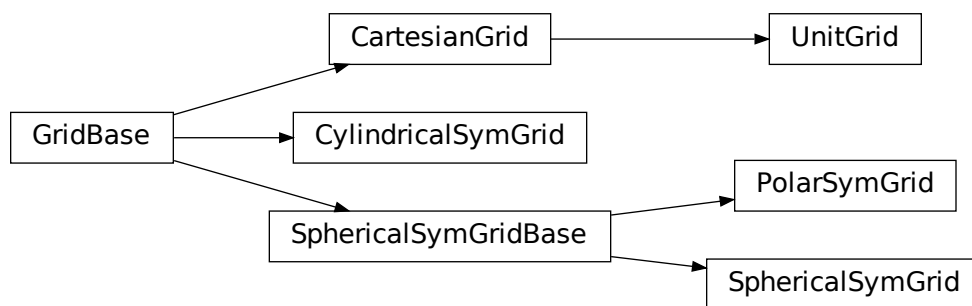 CartesianGrid
UnitGrid
GridBase
CylindricalSymGrid
PolarSymGrid
SphericalSymGridBase
SphericalSymGrid